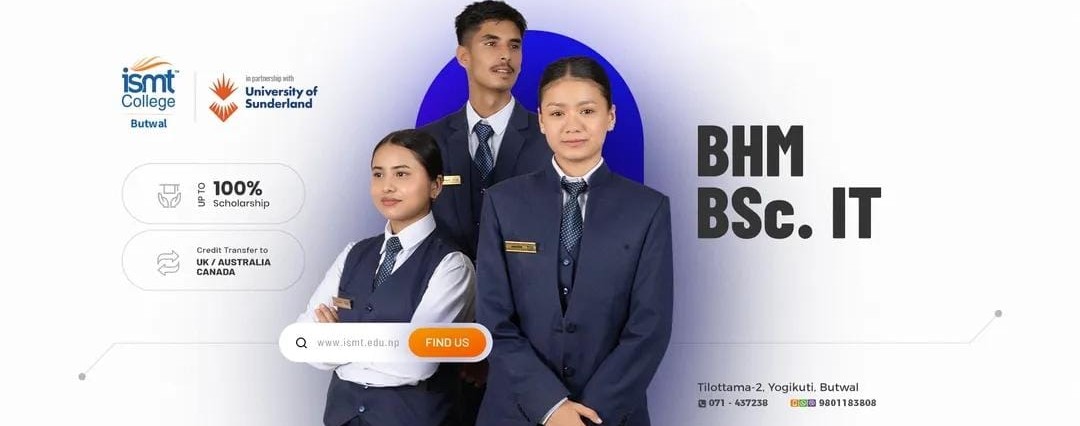 ismt™
College
Butwal
in partnership with
University of
Sunderland
UP TO
100%
Scholarship
Credit Transfer to
UK / AUSTRALIA
CANADA
www.ismt.edu.np
FIND US
BHM
BSc. IT
Tilottama-2, Yogikuti, Butwal
071 - 437238 9801183808